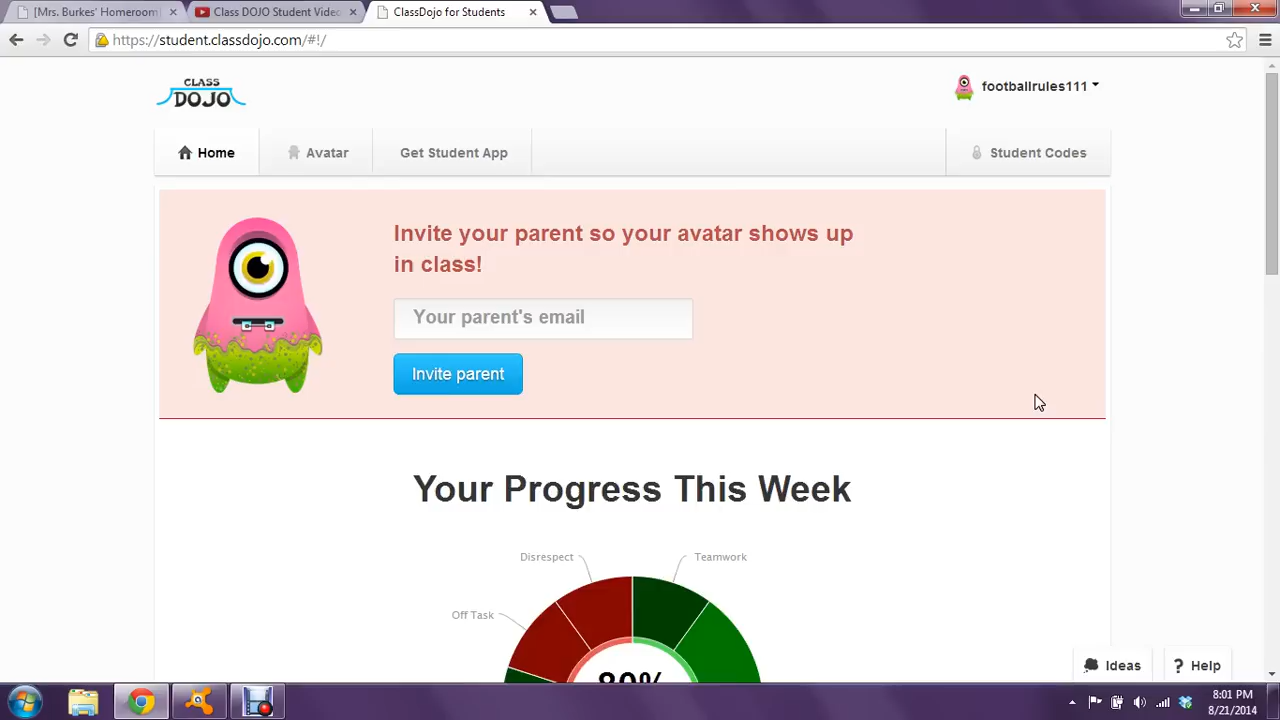 [Mrs. Burkes' Homeroom
Class DOJO Student Video
ClassDojo for Students
https://student.classdojo.com/#!/
CLASS
DOJO
footballrules111
Home
Avatar
Get Student App
Student Codes
Invite your parent so your avatar shows up
in class!
Your parent's email
Invite parent
Your Progress This Week
Disrespect
Teamwork
Off Task
80%
Ideas
? Help
8:01 PM
8/21/2014